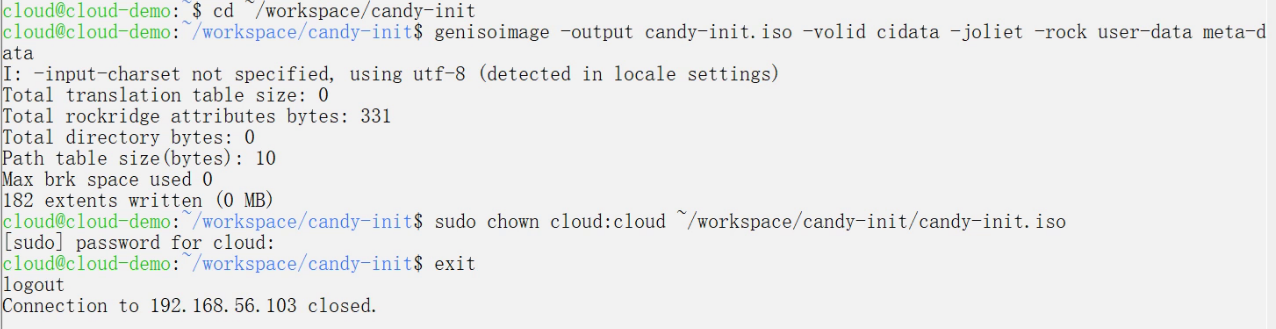 cloud@cloud-demo:~$ cd ~/workspace/candy-init
cloud@cloud-demo:~/workspace/candy-init$ genisoimage -output candy-init.iso -volid cidata -joliet -rock user-data meta-d
ata
I: -input-charset not specified, using utf-8 (detected in locale settings)
Total translation table size: 0
Total rockridge attributes bytes: 331
Total directory bytes: 0
Path table size(bytes): 10
Max brk space used 0
182 extents written (0 MB)
cloud@cloud-demo:~/workspace/candy-init$ sudo chown cloud:cloud ~/workspace/candy-init/candy-init.iso
[sudo] password for cloud:
cloud@cloud-demo:~/workspace/candy-init$ exit
logout
Connection to 192.168.56.103 closed.